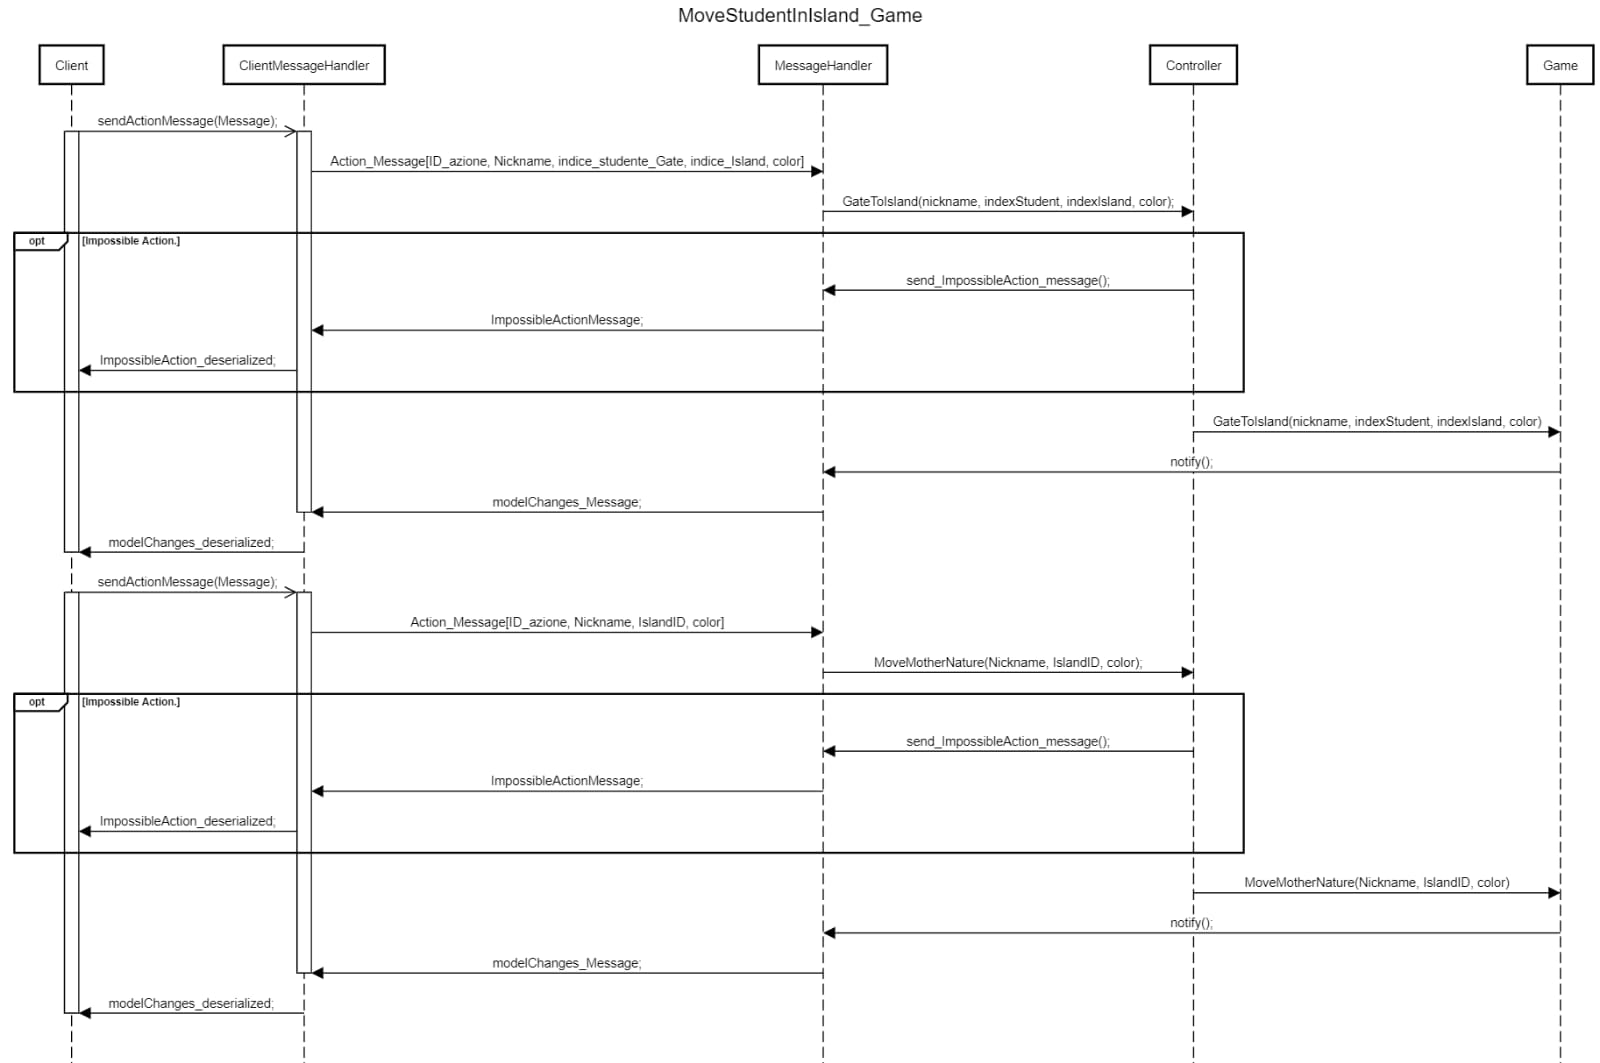 MoveStudentInIsland_Game
Client
ClientMessageHandler
MessageHandler
Controller
Game
sendActionMessage(Message);
Action_Message[ID_azione, Nickname, indice_studente_Gate, indice_Island, color]
GateToIsland(nickname, indexStudent, indexIsland, color);
opt
[Impossible Action.]
send_ImpossibleAction_message();
ImpossibleActionMessage;
ImpossibleAction_deserialized;
GateToIsland(nickname, indexStudent, indexIsland, color)
notify();
modelChanges_Message;
modelChanges_deserialized;
sendActionMessage(Message);
Action_Message[ID_azione, Nickname, IslandID, color]
MoveMotherNature(Nickname, IslandID, color);
opt
[Impossible Action.]
send_ImpossibleAction_message();
ImpossibleActionMessage;
ImpossibleAction_deserialized;
MoveMotherNature(Nickname, IslandID, color)
notify();
modelChanges_Message;
modelChanges_deserialized;